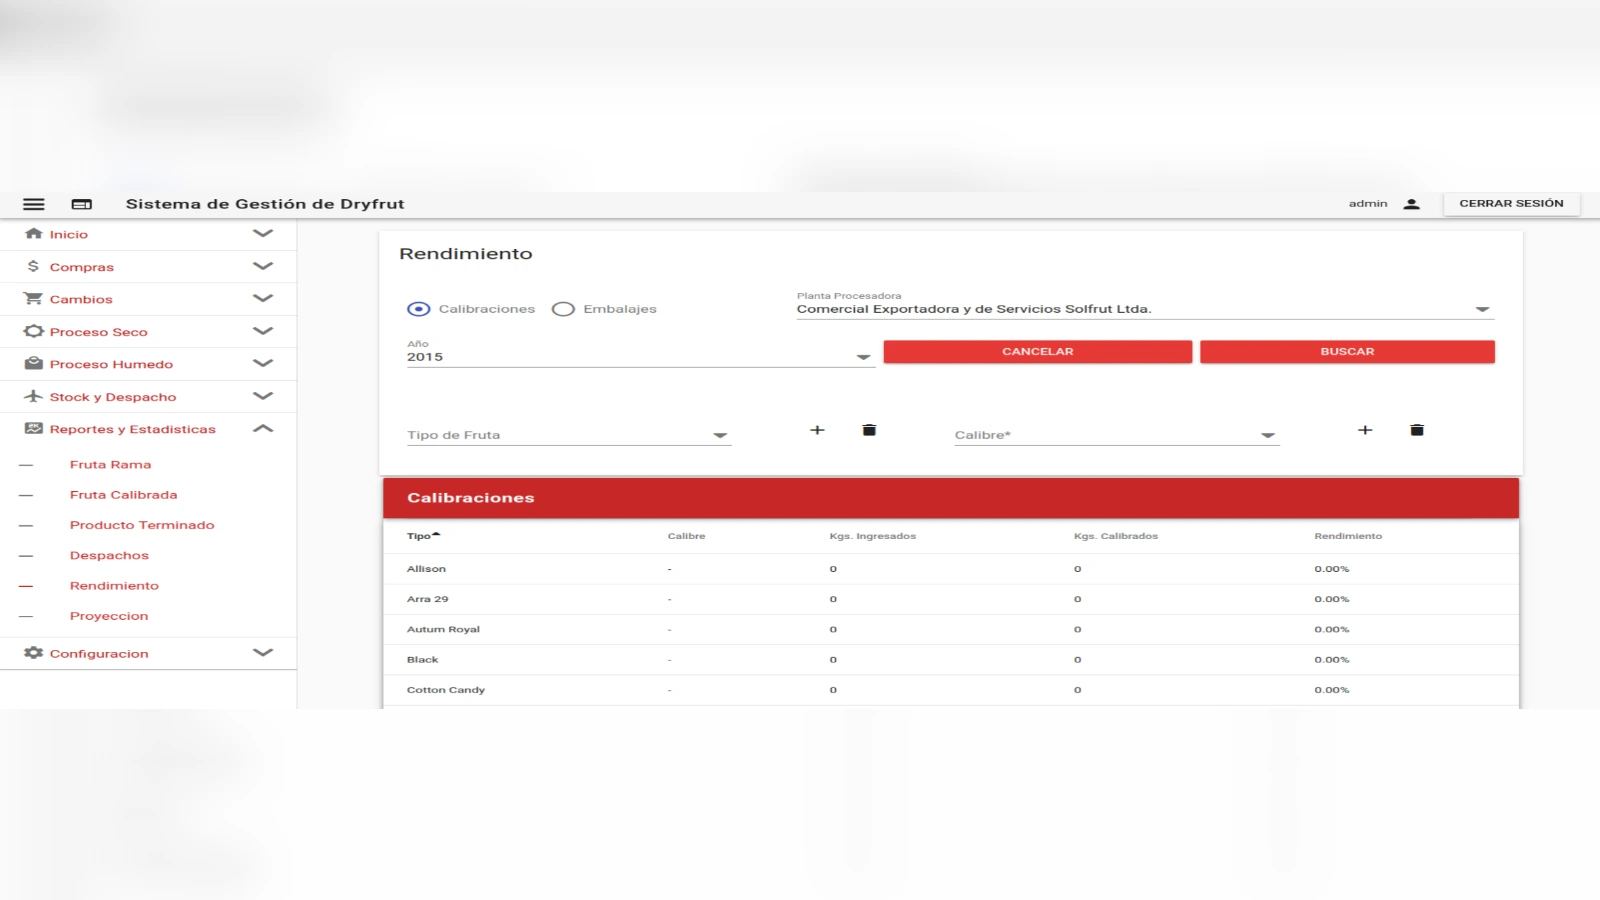 Sistema de Gestión de Dryfrut
admin
CERRAR SESIÓN
Inicio
Compras
Cambios
Proceso Seco
Proceso Humedo
Stock y Despacho
Reportes y Estadisticas
Fruta Rama
Fruta Calibrada
Producto Terminado
Despachos
Rendimiento
Proyeccion
Configuracion
Rendimiento
Calibraciones Embalajes
Planta Procesadora
Comercial Exportadora y de Servicios Solfrut Ltda.
Año
2015
CANCELAR BUSCAR
Tipo de Fruta
Calibre*
Calibraciones
Tipo Calibre Kgs. Ingresados Kgs. Calibrados Rendimiento
Allison - 0 0 0.00%
Arra 29 - 0 0 0.00%
Autum Royal - 0 0 0.00%
Black - 0 0 0.00%
Cotton Candy - 0 0 0.00%